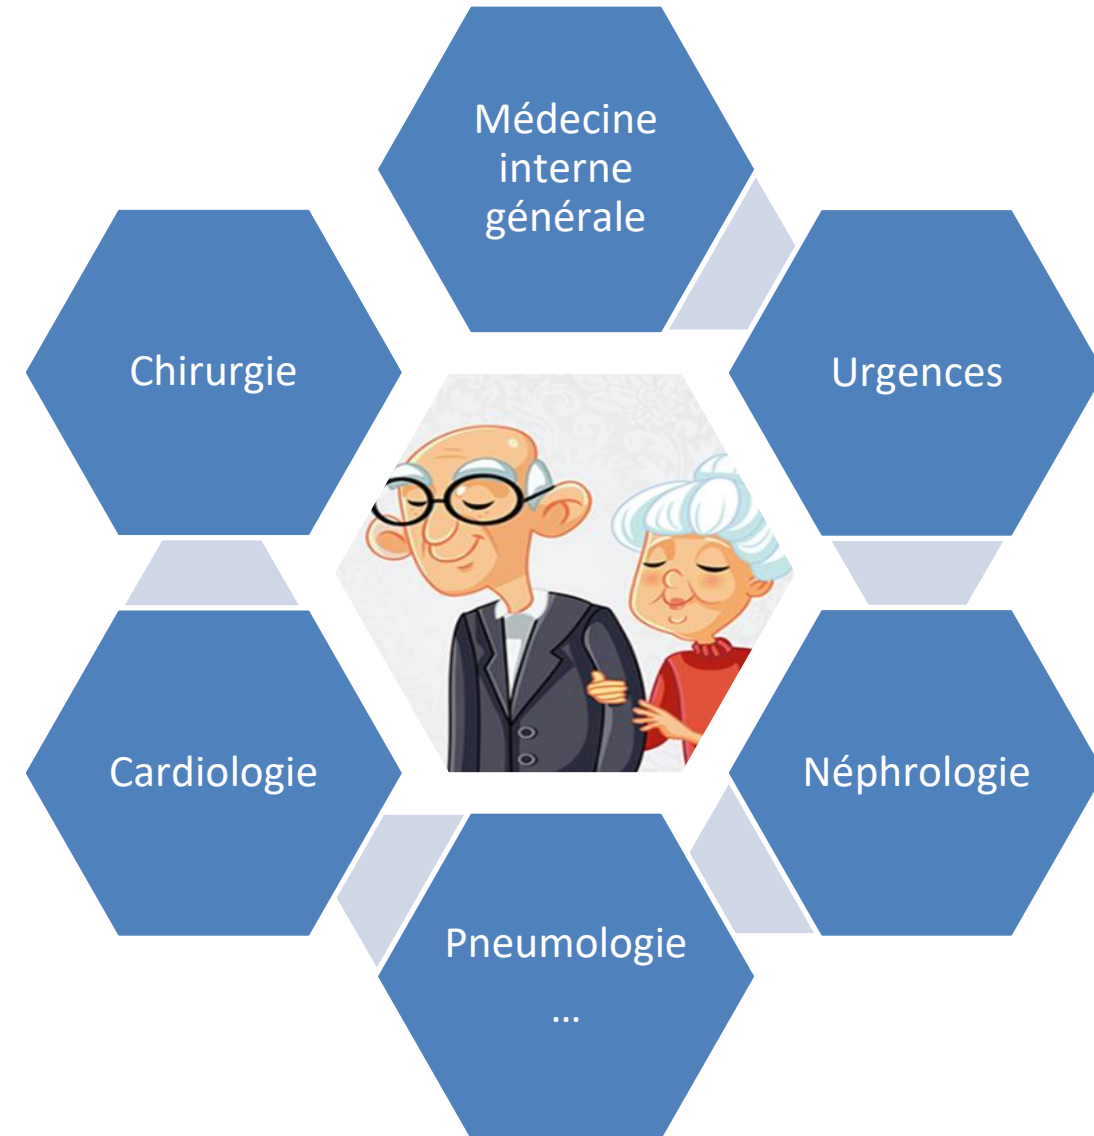 Médecine
interne
générale
Urgences
Néphrologie
Pneumologie
...
Cardiologie
Chirurgie